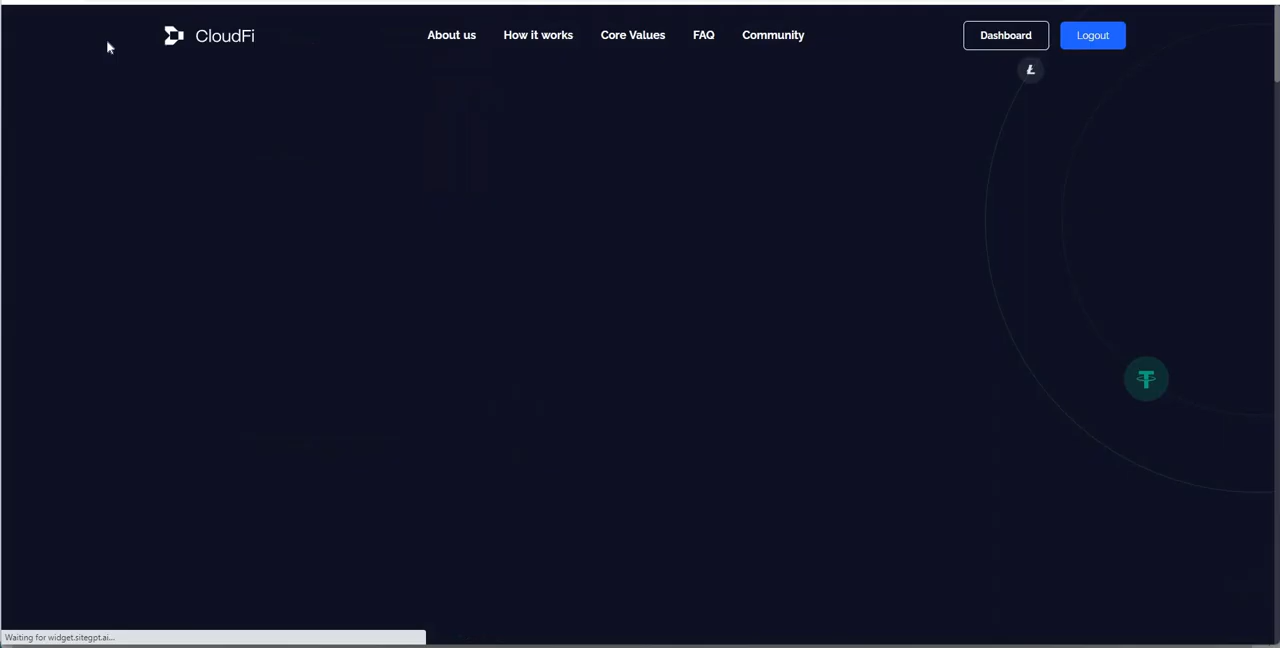 CloudFi
About us How it works Core Values FAQ Community
Dashboard Logout
Waiting for widget.sitegpt.ai...